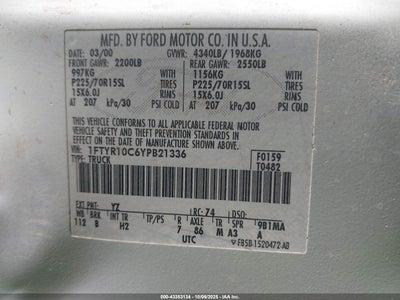 MFD. BY FORD MOTOR CO. IN U.S.A.
DATE: 03/00 GVWR: 4340LB/ 1968KG
FRONT GAWR: 2200LB REAR GAWR: 2550LB
997KG WITH 1156KG WITH
P225/70R15SL TIRES P225/70R15SL TIRES
15X6.0J RIMS 15X6.0J RIMS
AT 207 kPa/30 PSI COLD AT 207 kPa/30 PSI COLD
THIS VEHICLE CONFORMS TO ALL APPLICABLE FEDERAL MOTOR
VEHICLE SAFETY AND THEFT PREVENTION STANDARDS IN EFFECT
ON THE DATE OF MANUFACTURE SHOWN ABOVE.
VIN: 1FTYR10C6YPB21336 F0159
TYPE: TRUCK T0482
EXT PNT: YZ RC: 74 DSO:
WB BRK INT TR TP/PS R AXLE TR SPR 9B1MA
112 B H2 7 86 M A3 A
UTC F85B-1520472-AB
500-43353134 - 10/06/2025 - IAA